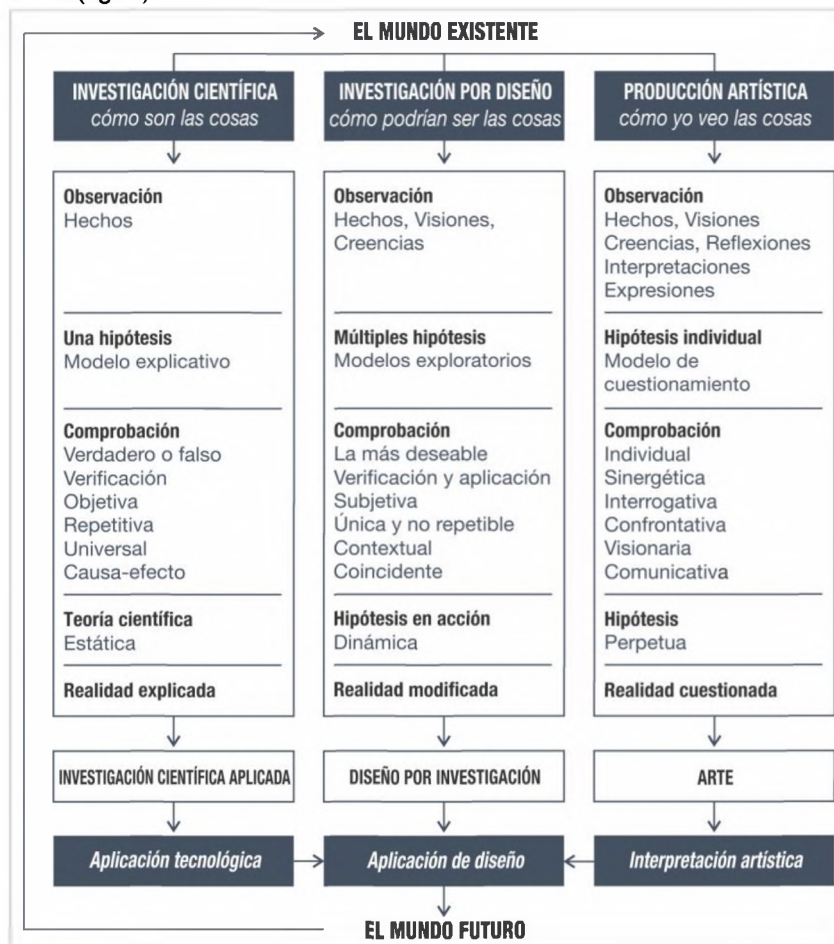 EL MUNDO EXISTENTE
INVESTIGACIÓN CIENTÍFICA
cómo son las cosas
Observación
Hechos
Una hipótesis
Modelo explicativo
Comprobación
Verdadero o falso
Verificación
Objetiva
Repetitiva
Universal
Causa-efecto
Teoría científica
Estática
Realidad explicada
INVESTIGACIÓN CIENTÍFICA APLICADA
Aplicación tecnológica
INVESTIGACIÓN POR DISEÑO
cómo podrían ser las cosas
Observación
Hechos, Visiones,
Creencias
Múltiples hipótesis
Modelos exploratorios
Comprobación
La más deseable
Verificación y aplicación
Subjetiva
Única y no repetible
Contextual
Coincidente
Hipótesis en acción
Dinámica
Realidad modificada
DISEÑO POR INVESTIGACIÓN
Aplicación de diseño
PRODUCCIÓN ARTÍSTICA
cómo yo veo las cosas
Observación
Hechos, Visiones
Creencias, Reflexiones
Interpretaciones
Expresiones
Hipótesis individual
Modelo de
cuestionamiento
Comprobación
Individual
Sinergética
Interrogativa
Confrontativa
Visionaria
Comunicativa
Hipótesis
Perpetua
Realidad cuestionada
ARTE
Interpretación artística
EL MUNDO FUTURO